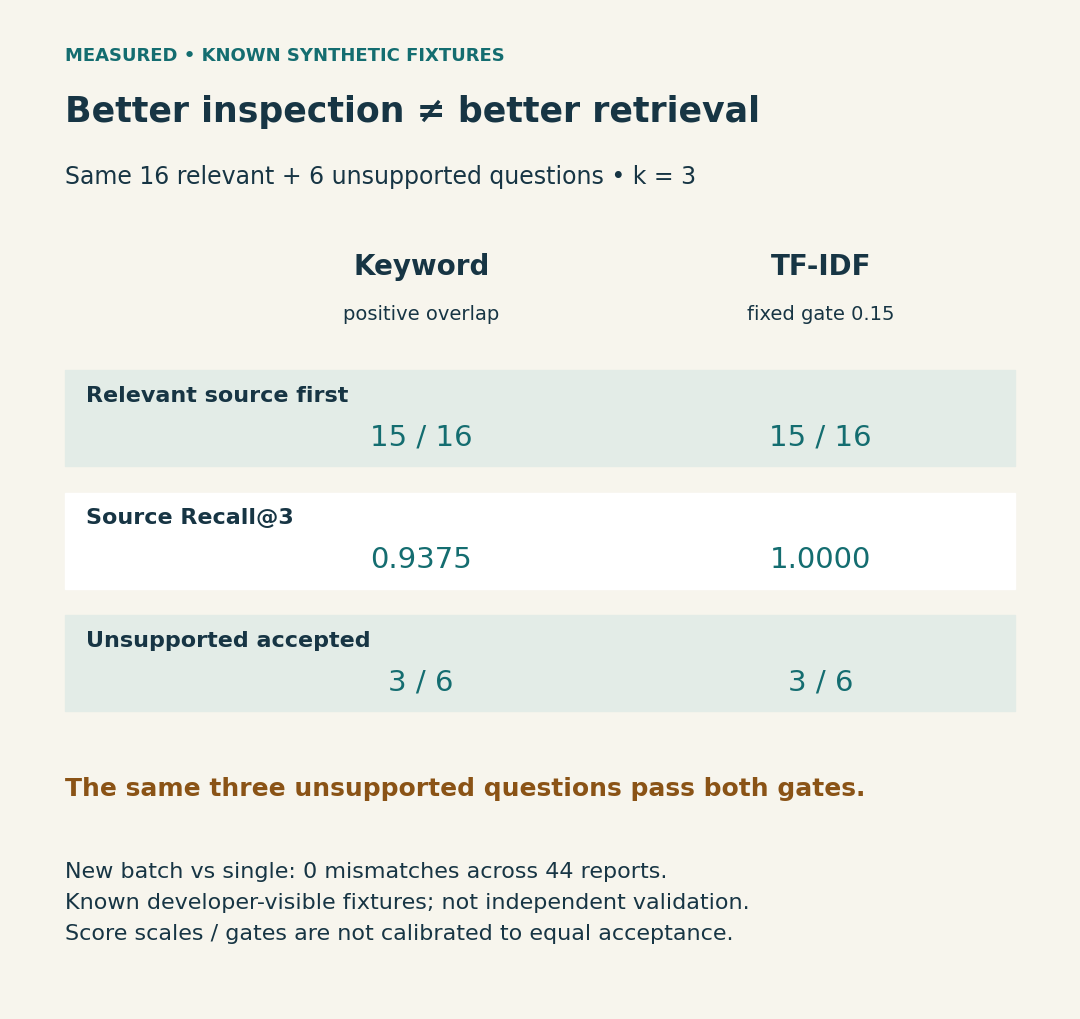 MEASURED • KNOWN SYNTHETIC FIXTURES
Better inspection ≠ better retrieval
Same 16 relevant + 6 unsupported questions • k = 3
Keyword TF-IDF
positive overlap fixed gate 0.15
Relevant source first
15 / 16 15 / 16
Source Recall@3
0.9375 1.0000
Unsupported accepted
3 / 6 3 / 6
The same three unsupported questions pass both gates.
New batch vs single: 0 mismatches across 44 reports.
Known developer-visible fixtures; not independent validation.
Score scales / gates are not calibrated to equal acceptance.